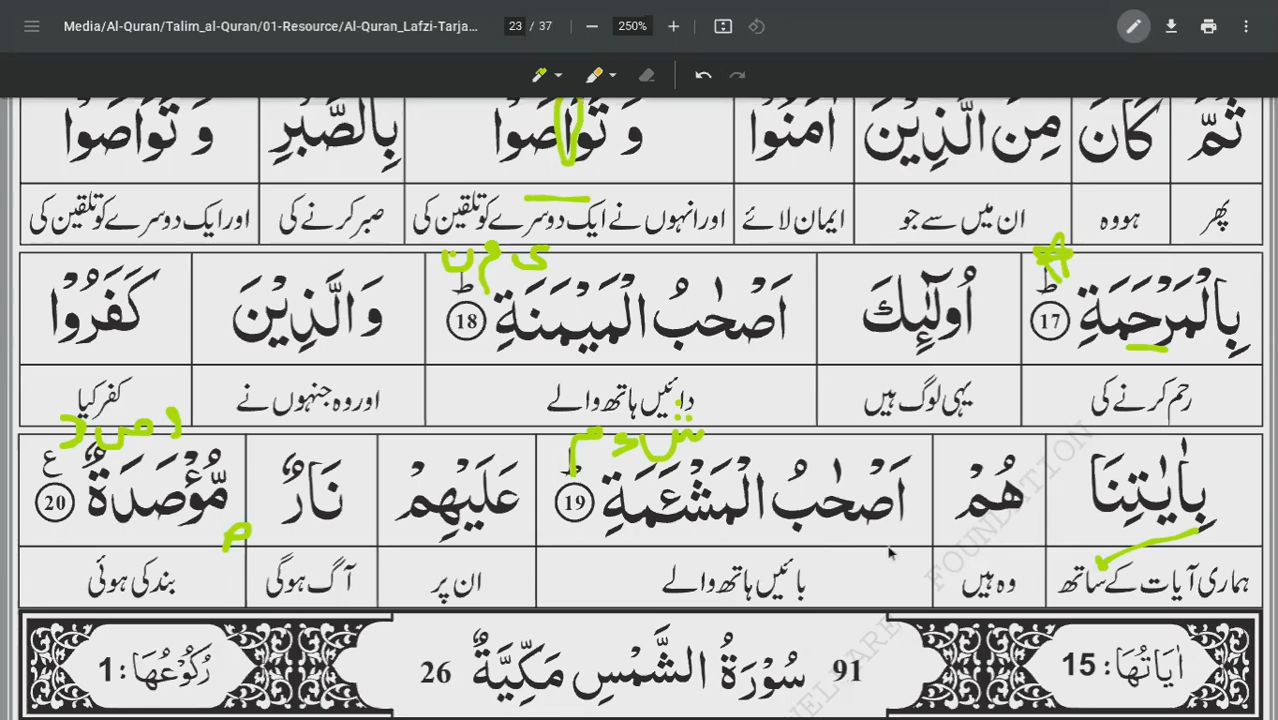 Media/Al-Quran/Talim_al-Quran/01-Resource/Al-Quran_Lafzi-Tarja... 23 / 37 250%
ثُمَّ كَانَ مِنَ الَّذِيْنَ اٰمَنُوْا وَ تَوَاصَوْا بِالصَّبْرِ وَ تَوَاصَوْا
پھر ہو وہ ان میں سے جو ایمان لائے اور انہوں نے ایک دوسرے کو تلقین کی صبر کرنے کی اور ایک دوسرے کو تلقین کی
ی م ن
بِالْمَرْحَمَةِ ؕ 17 اُولٰٓئِكَ اَصْحٰبُ الْمَيْمَنَةِ ؕ 18 وَ الَّذِيْنَ كَفَرُوْا
رحم کرنے کی یہی لوگ ہیں دائیں ہاتھ والے اور وہ جنہوں نے کفر کیا
ش ء م ا ص د
بِاٰيٰتِنَا هُمْ اَصْحٰبُ الْمَشْـَٔمَةِ ؕ 19 عَلَيْهِمْ نَارٌ مُّؤْصَدَةٌ 20 ع
م
ہماری آیات کے ساتھ وہ ہیں بائیں ہاتھ والے ان پر آگ ہوگی بند کی ہوئی
اٰيَاتُهَا: 15 91 سُوْرَةُ الشَّمْسِ مَكِّيَّةٌ 26 رُكُوْعُهَا: 1
FOUNDATION
WELFARE